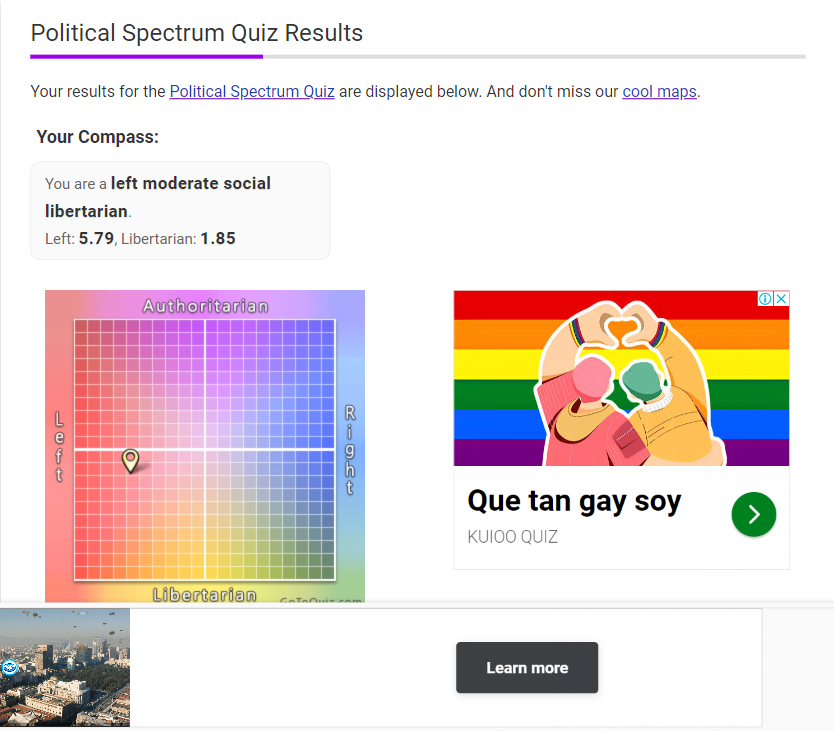 Political Spectrum Quiz Results
Your results for the Political Spectrum Quiz are displayed below. And don't miss our cool maps.
Your Compass:
You are a left moderate social
libertarian.
Left: 5.79, Libertarian: 1.85
Authoritarian
Left
Right
Libertarian
GoToQuiz.com
Que tan gay soy
KUIOO QUIZ
Learn more